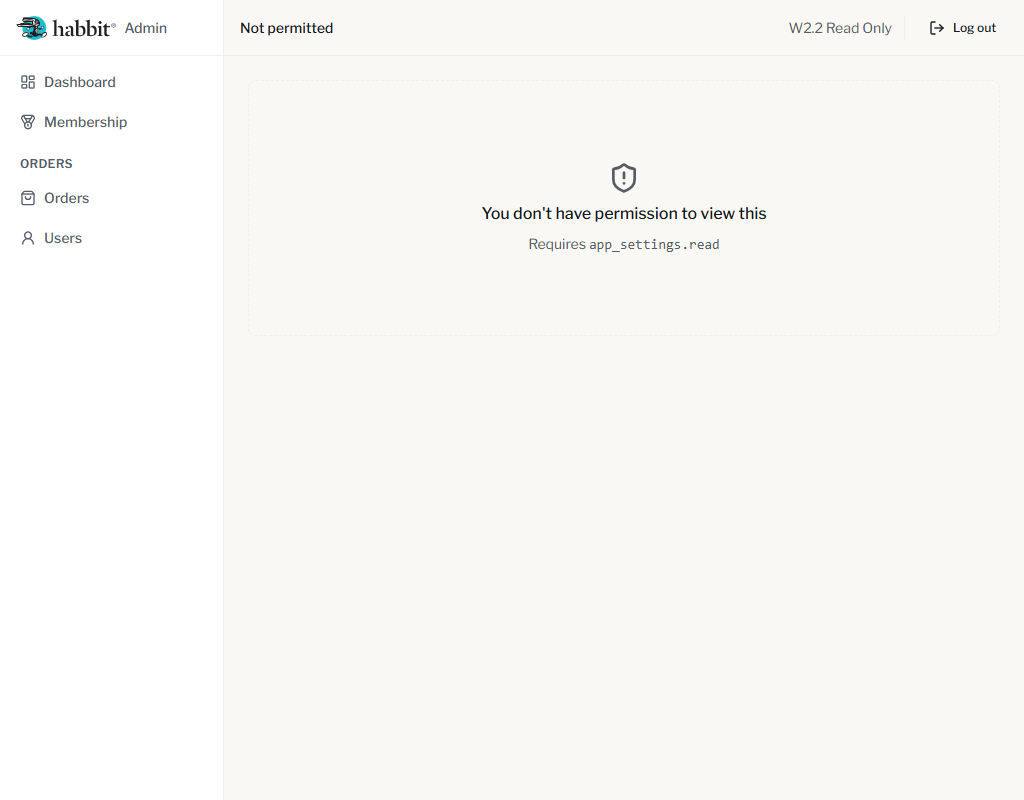 habbit® Admin
Not permitted
W2.2 Read Only
Log out
Dashboard
Membership
ORDERS
Orders
Users
You don't have permission to view this
Requires app_settings.read